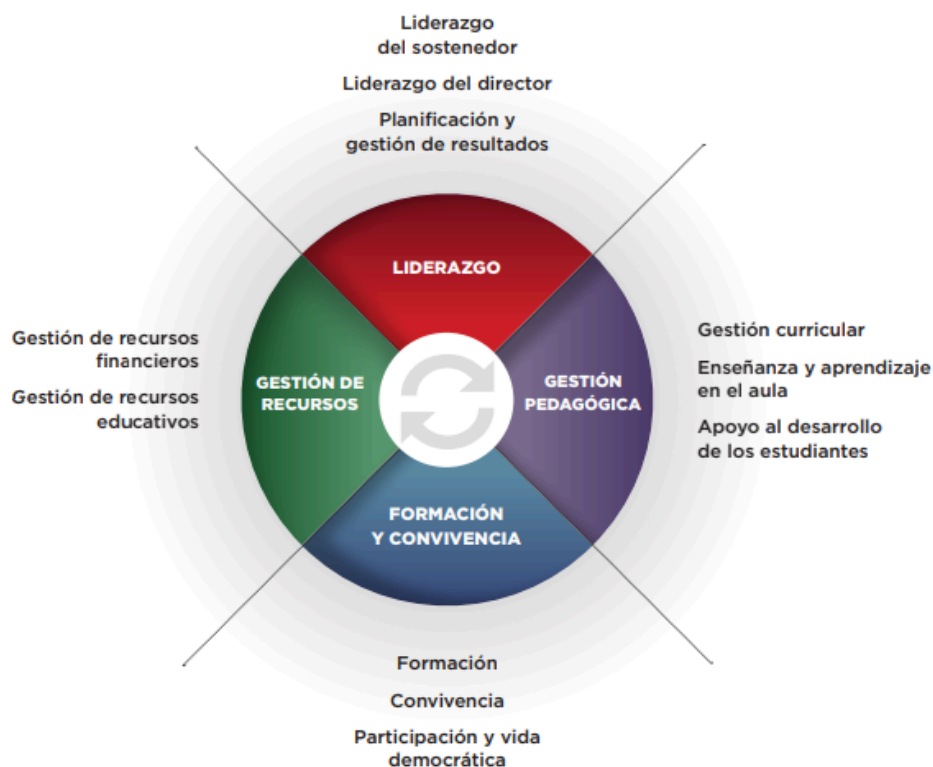 Liderazgo
del sostenedor
Liderazgo del director
Planificación y
gestión de resultados
LIDERAZGO
Gestión de recursos
financieros
Gestión de recursos
educativos
GESTIÓN DE
RECURSOS
GESTIÓN
PEDAGÓGICA
Gestión curricular
Enseñanza y aprendizaje
en el aula
Apoyo al desarrollo
de los estudiantes
FORMACIÓN
Y CONVIVENCIA
Formación
Convivencia
Participación y vida
democrática